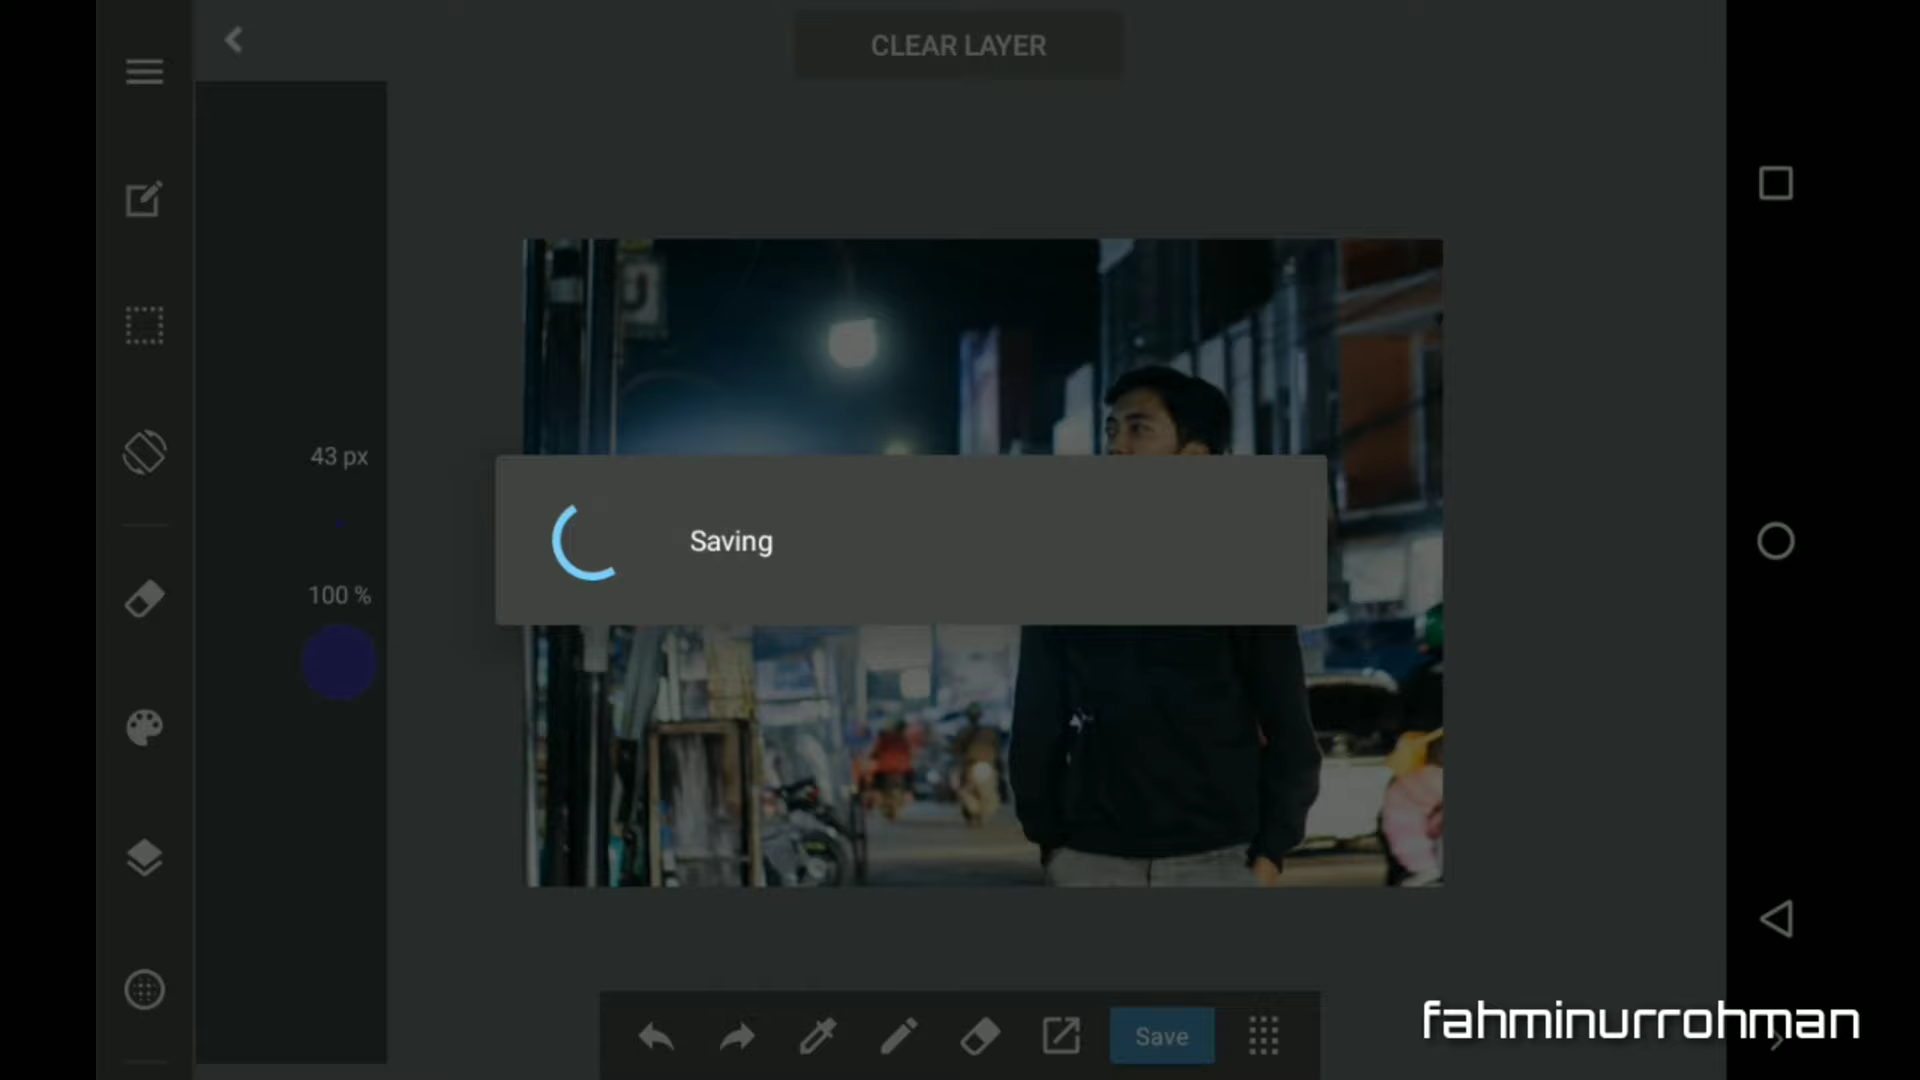 CLEAR LAYER
U
43 px
Saving
100 %
Save
fahminurrohman